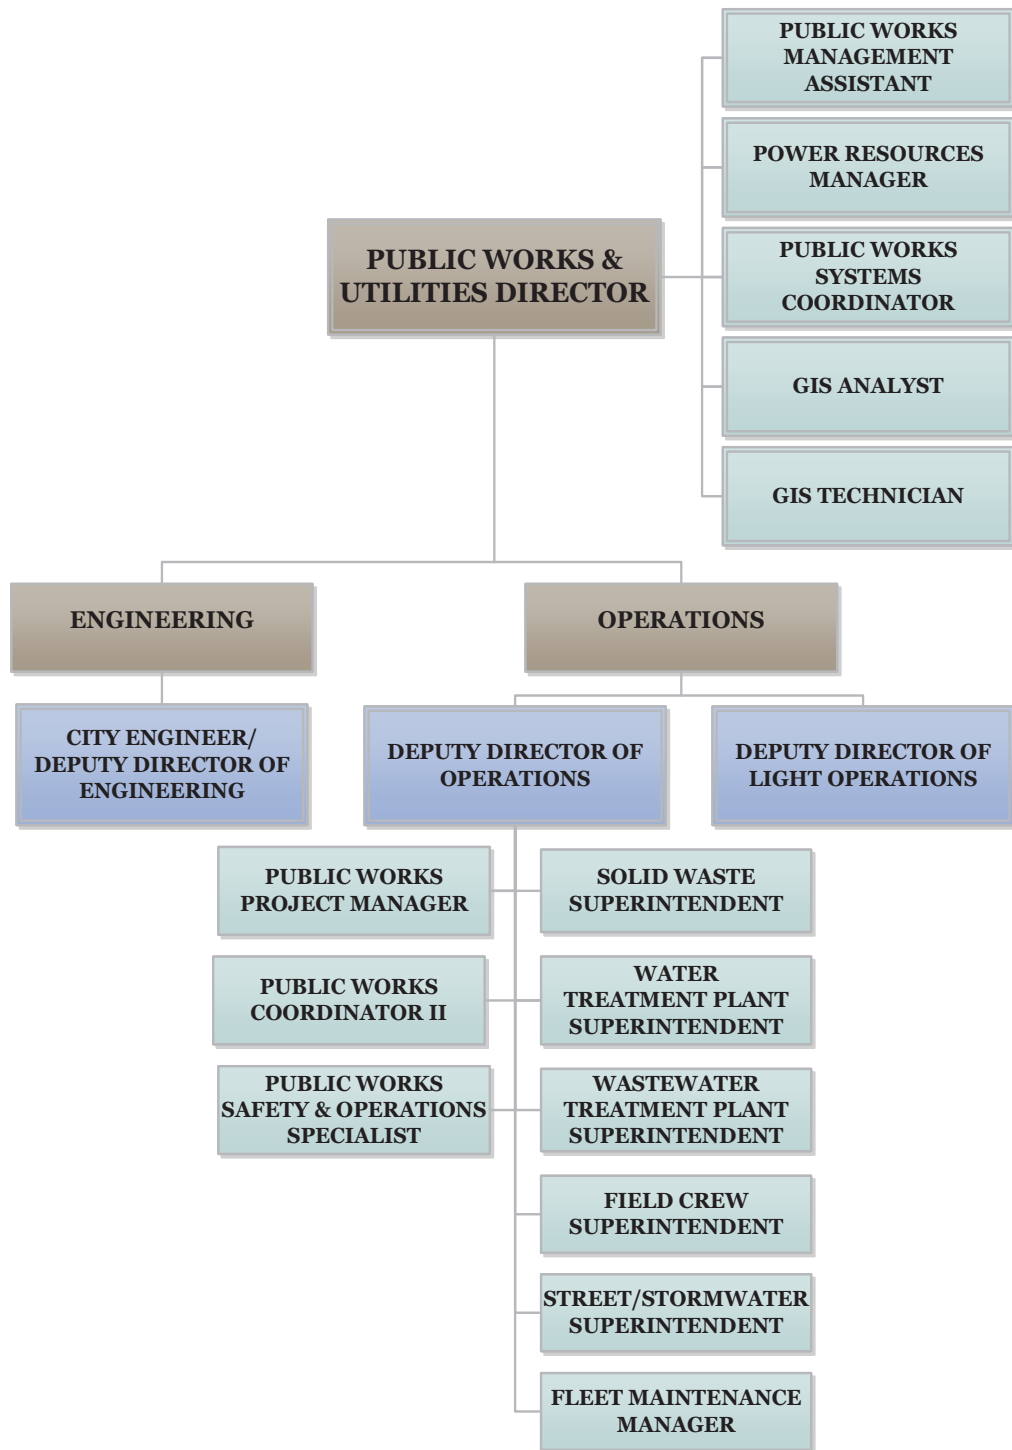 PUBLIC WORKS
MANAGEMENT
ASSISTANT
POWER RESOURCES
MANAGER
PUBLIC WORKS &
UTILITIES DIRECTOR
PUBLIC WORKS
SYSTEMS
COORDINATOR
GIS ANALYST
GIS TECHNICIAN
ENGINEERING
OPERATIONS
CITY ENGINEER/
DEPUTY DIRECTOR OF
ENGINEERING
DEPUTY DIRECTOR OF
OPERATIONS
DEPUTY DIRECTOR OF
LIGHT OPERATIONS
PUBLIC WORKS
PROJECT MANAGER
SOLID WASTE
SUPERINTENDENT
PUBLIC WORKS
COORDINATOR II
WATER
TREATMENT PLANT
SUPERINTENDENT
PUBLIC WORKS
SAFETY & OPERATIONS
SPECIALIST
WASTEWATER
TREATMENT PLANT
SUPERINTENDENT
FIELD CREW
SUPERINTENDENT
STREET/STORMWATER
SUPERINTENDENT
FLEET MAINTENANCE
MANAGER